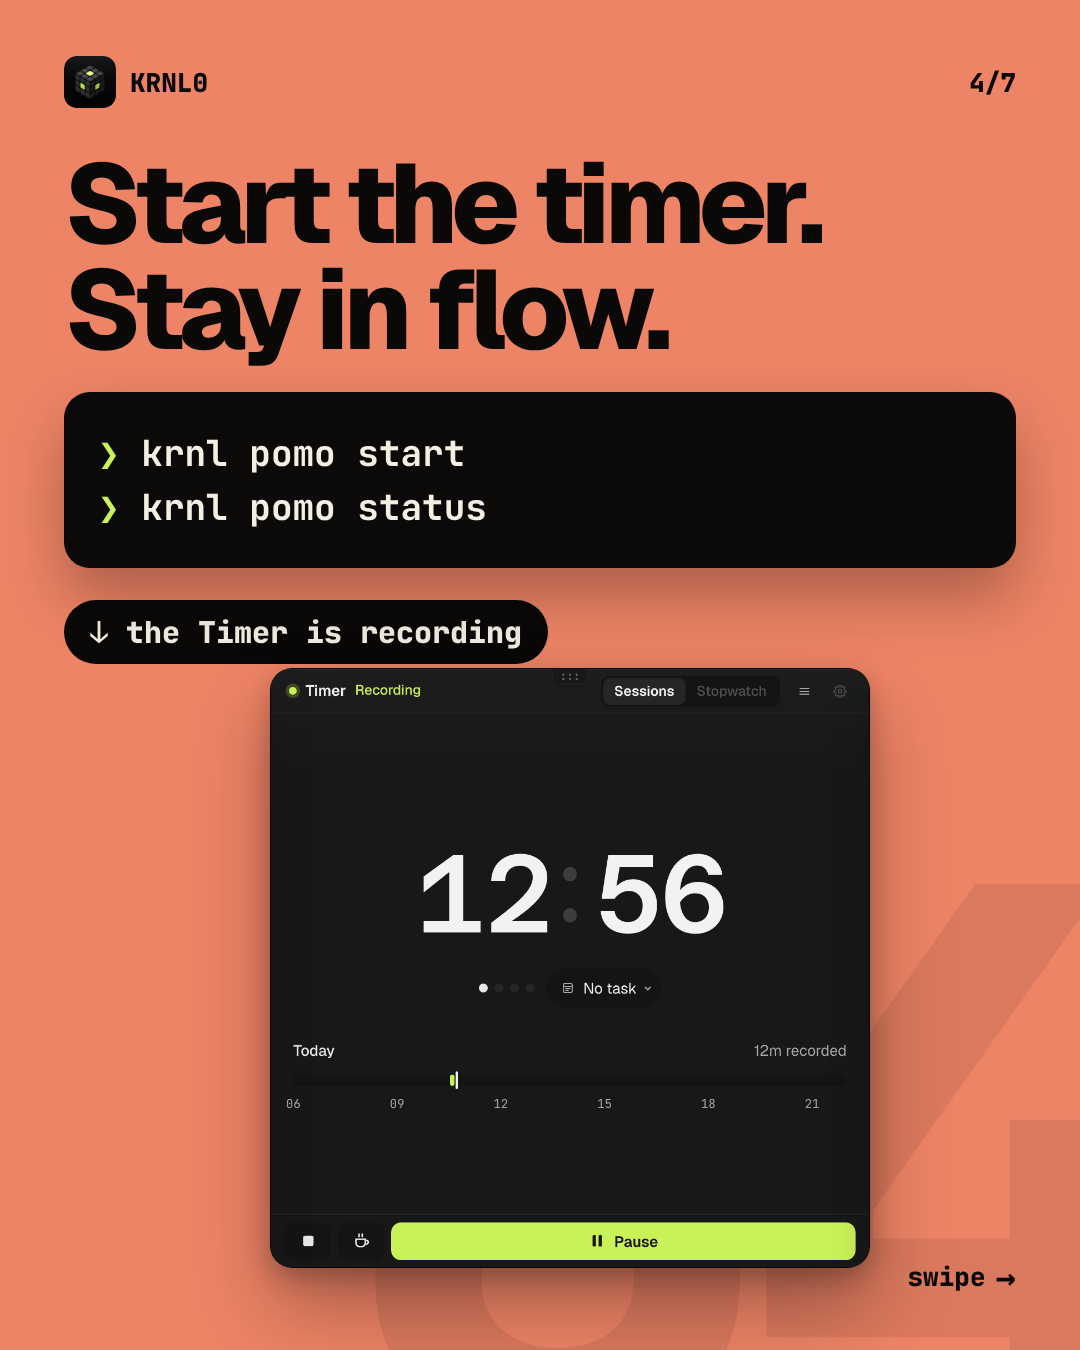 KRNL0
4/7
Start the timer.
Stay in flow.
❯ krnl pomo start
❯ krnl pomo status
↓ the Timer is recording
Timer Recording
Sessions Stopwatch
12:56
No task
Today
12m recorded
06 09 12 15 18 21
Pause
swipe →
04